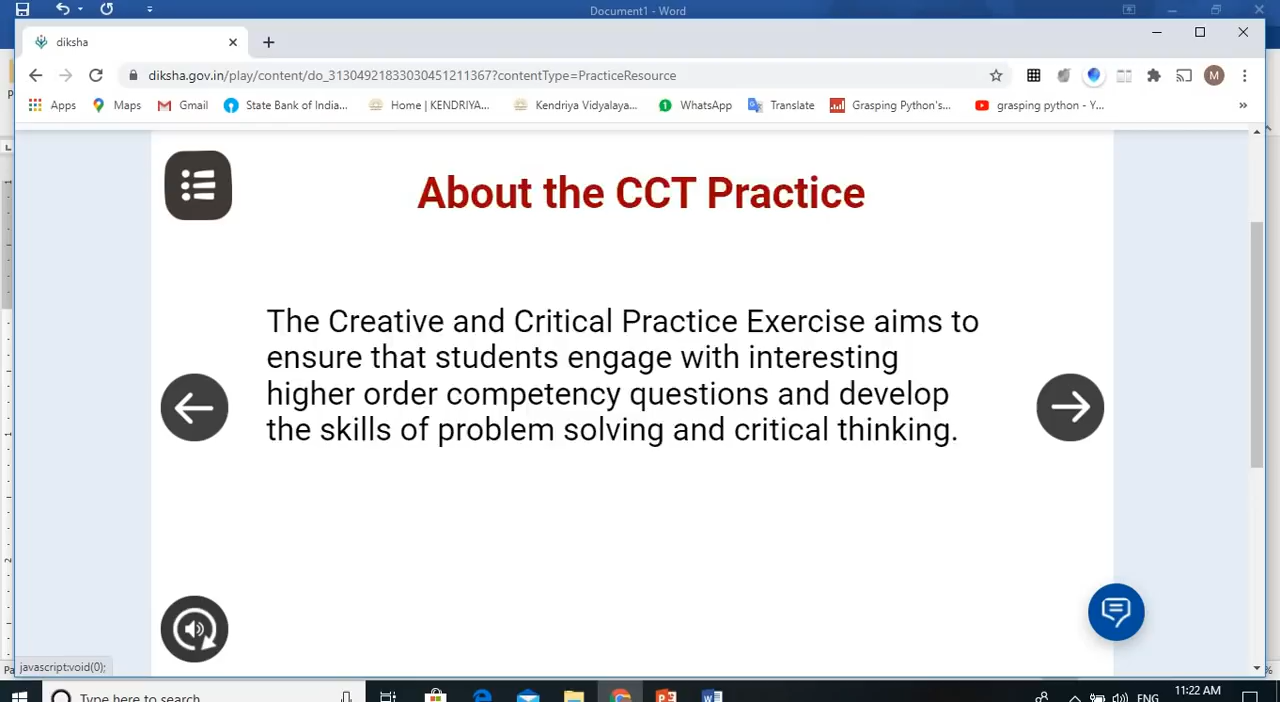 Document1 - Word
diksha
diksha.gov.in/play/content/do_31304921833030451211367?contentType=PracticeResource
M
Apps Maps Gmail State Bank of India... Home | KENDRIYA... Kendriya Vidyalaya... WhatsApp Translate Grasping Python's... grasping python - Y...
About the CCT Practice
The Creative and Critical Practice Exercise aims to
ensure that students engage with interesting
higher order competency questions and develop
the skills of problem solving and critical thinking.
javascript:void(0);
Type here to search
ENG
11:22 AM